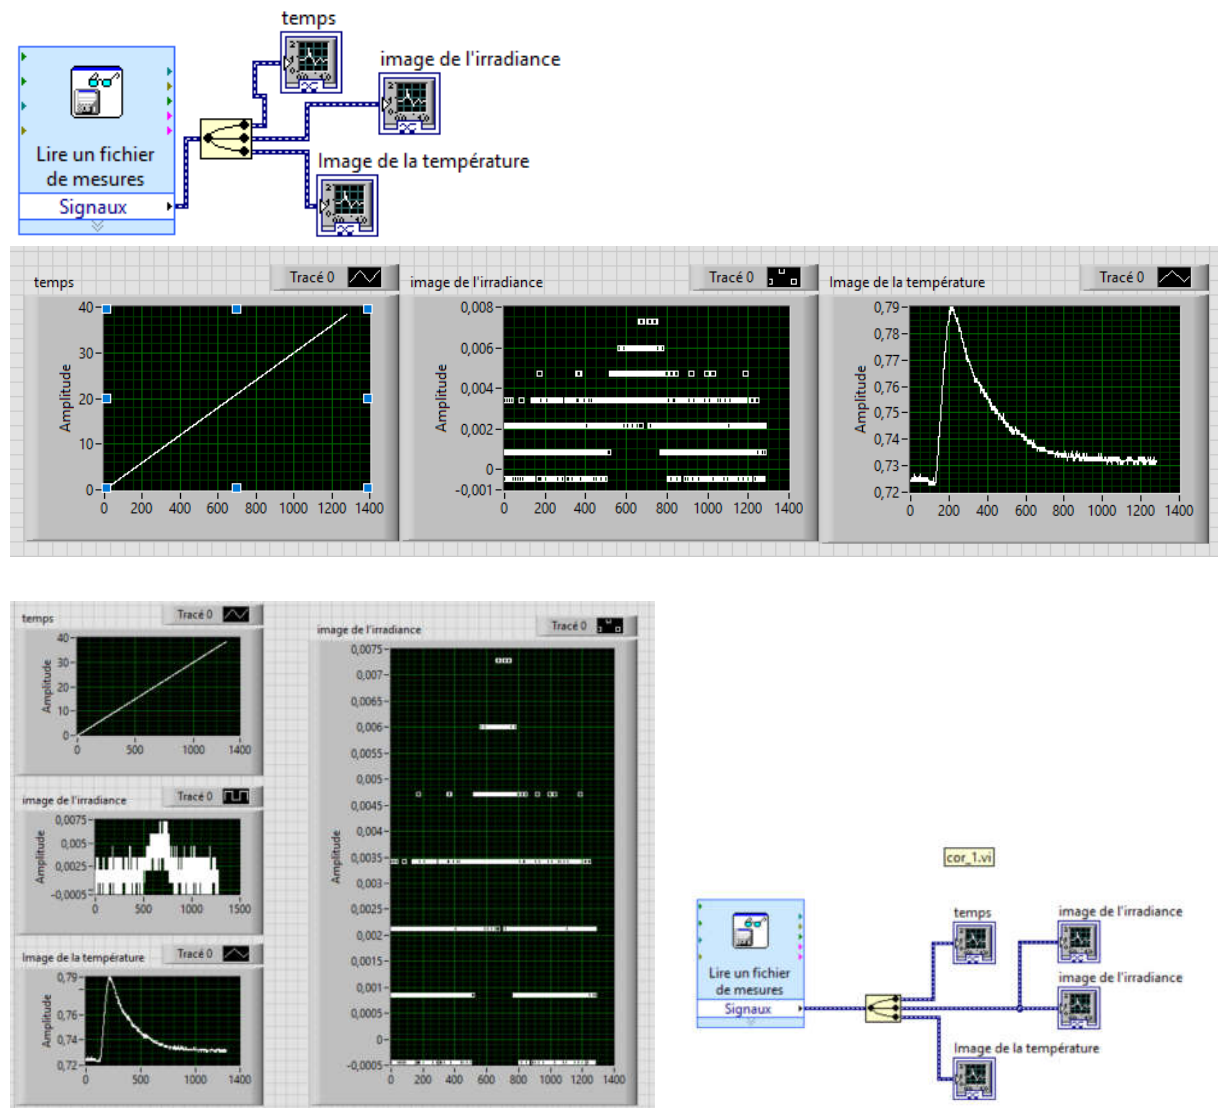 temps
image de l'irradiance
Lire un fichier
de mesures
Signaux
Image de la température
temps
Tracé 0
image de l'irradiance
Tracé 0
Image de la température
Tracé 0
Amplitude
40
30
20
10
0
0 200 400 600 800 1000 1200 1400
Amplitude
0,008
0,006
0,004
0,002
0
-0,001
0 200 400 600 800 1000 1200 1400
Amplitude
0,79
0,78
0,77
0,76
0,75
0,74
0,73
0,72
0 200 400 600 800 1000 1200 1400
temps
Tracé 0
Amplitude
40
30
20
10
0
0 500 1000 1400
image de l'irradiance
Tracé 0
Amplitude
0,0075
0,005
0,0025
-0,0005
0 500 1000 1500
Image de la température
Tracé 0
Amplitude
0,79
0,76
0,74
0,72
0 500 1000 1400
image de l'irradiance
Tracé 0
Amplitude
0,0075
0,007
0,0065
0,006
0,0055
0,005
0,0045
0,004
0,0035
0,003
0,0025
0,002
0,0015
0,001
0,0005
0
-0,0005
0 200 400 600 800 1000 1200 1400
cor_1.vi
Lire un fichier
de mesures
Signaux
temps
image de l'irradiance
image de l'irradiance
Image de la température